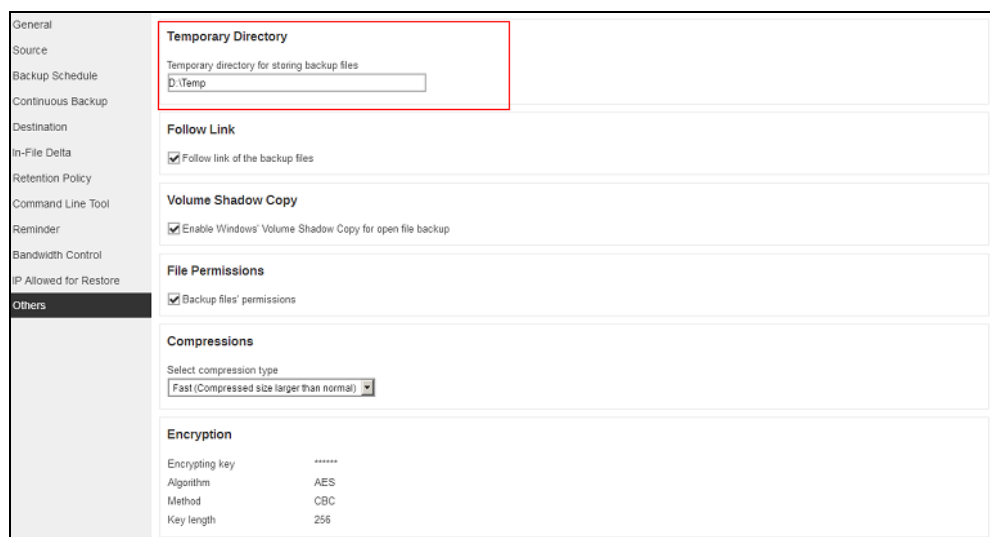 General
Source
Backup Schedule
Continuous Backup
Destination
In-File Delta
Retention Policy
Command Line Tool
Reminder
Bandwidth Control
IP Allowed for Restore
Others
Temporary Directory
Temporary directory for storing backup files
D:\Temp
Follow Link
Follow link of the backup files
Volume Shadow Copy
Enable Windows' Volume Shadow Copy for open file backup
File Permissions
Backup files' permissions
Compressions
Select compression type
Fast (Compressed size larger than normal)
Encryption
Encrypting key ******
Algorithm AES
Method CBC
Key length 256